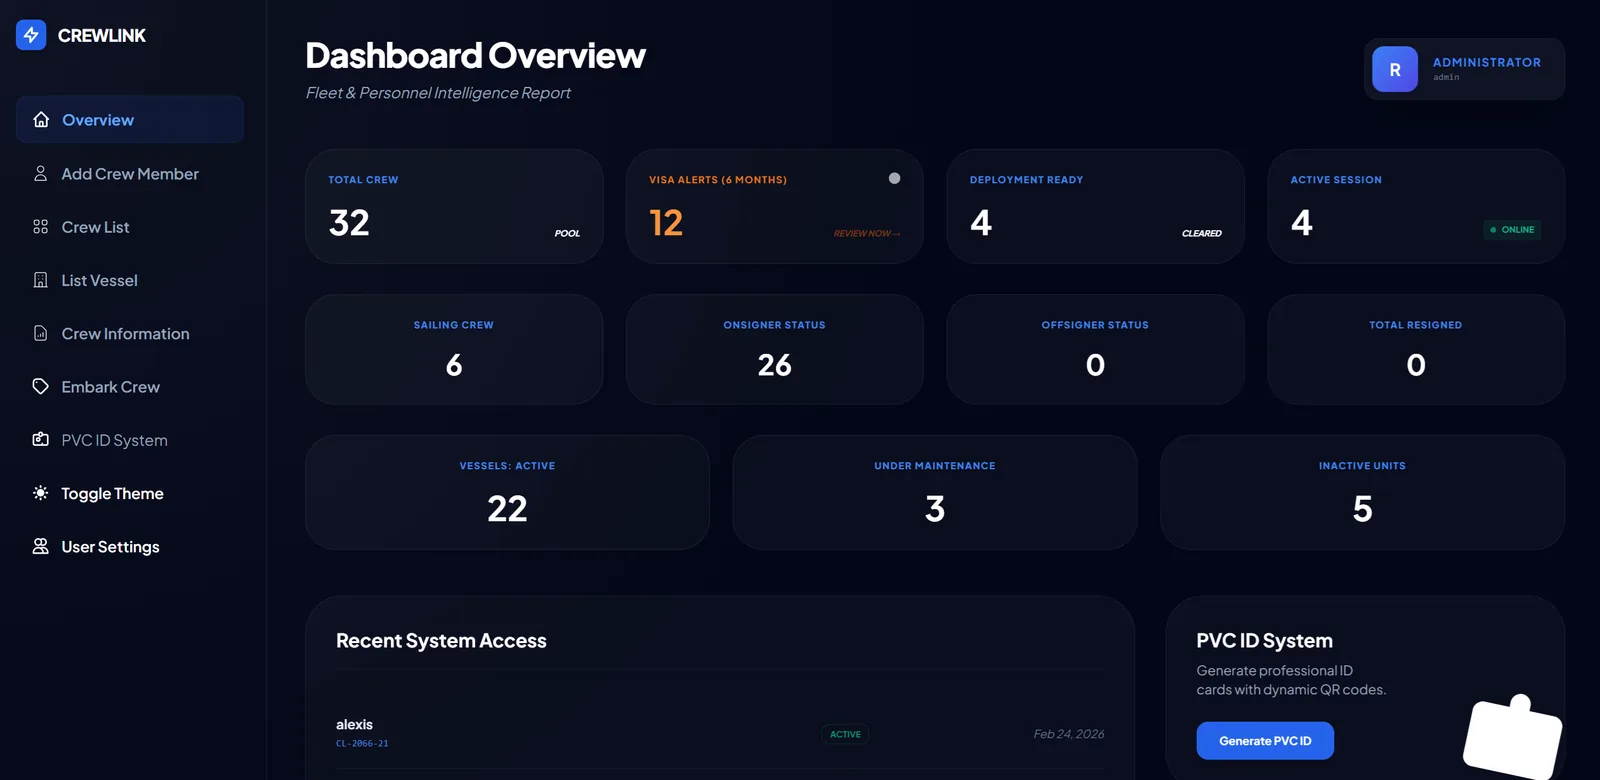 CREWLINK
Overview
Add Crew Member
Crew List
List Vessel
Crew Information
Embark Crew
PVC ID System
Toggle Theme
User Settings
Dashboard Overview
Fleet & Personnel Intelligence Report
R
ADMINISTRATOR
admin
TOTAL CREW
32
POOL
VISA ALERTS (6 MONTHS)
12
REVIEW NOW→
DEPLOYMENT READY
4
CLEARED
ACTIVE SESSION
4
ONLINE
SAILING CREW
6
ONSIGNER STATUS
26
OFFSIGNER STATUS
0
TOTAL RESIGNED
0
VESSELS: ACTIVE
22
UNDER MAINTENANCE
3
INACTIVE UNITS
5
Recent System Access
alexis
CL-2066-21
ACTIVE
Feb 24, 2026
PVC ID System
Generate professional ID
cards with dynamic QR codes.
Generate PVC ID